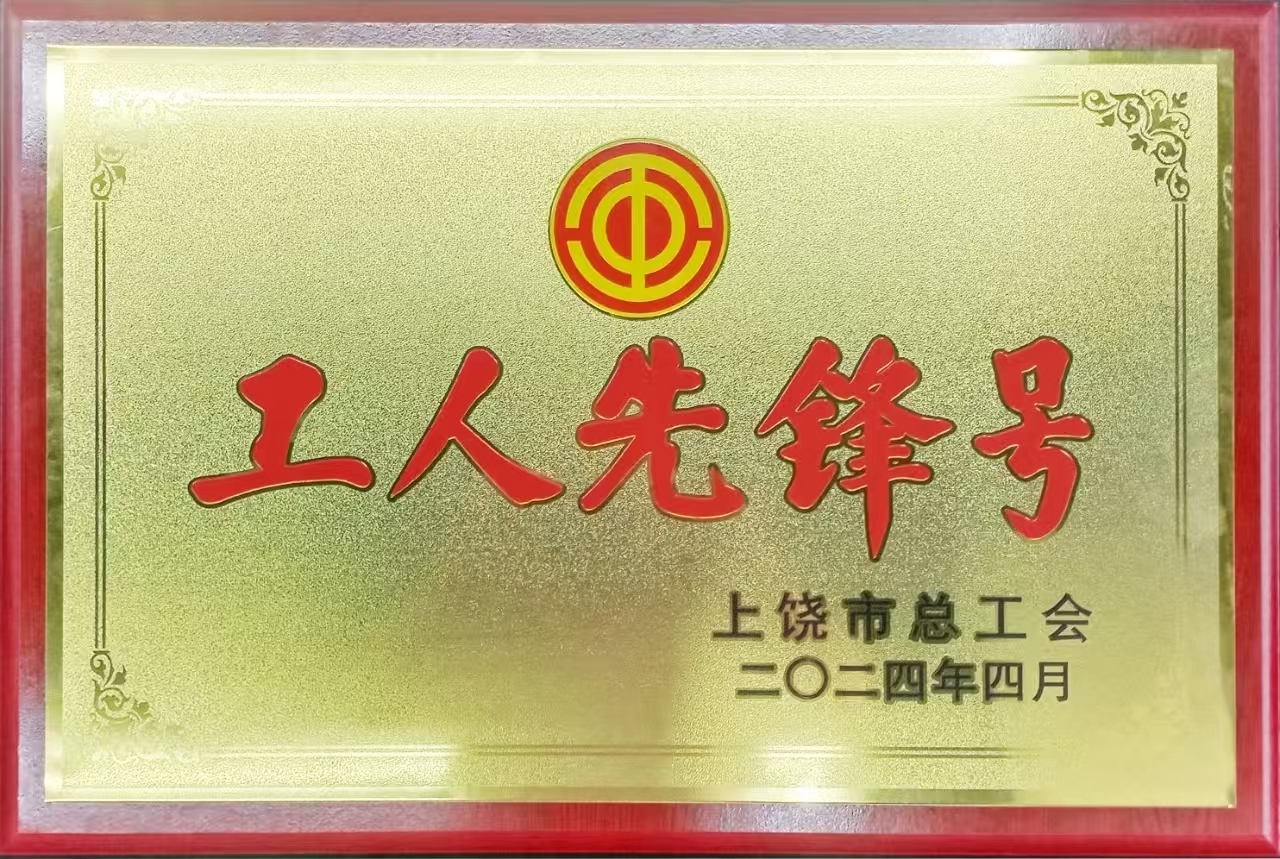 工人先锋号
上饶市总工会
二〇二四年四月